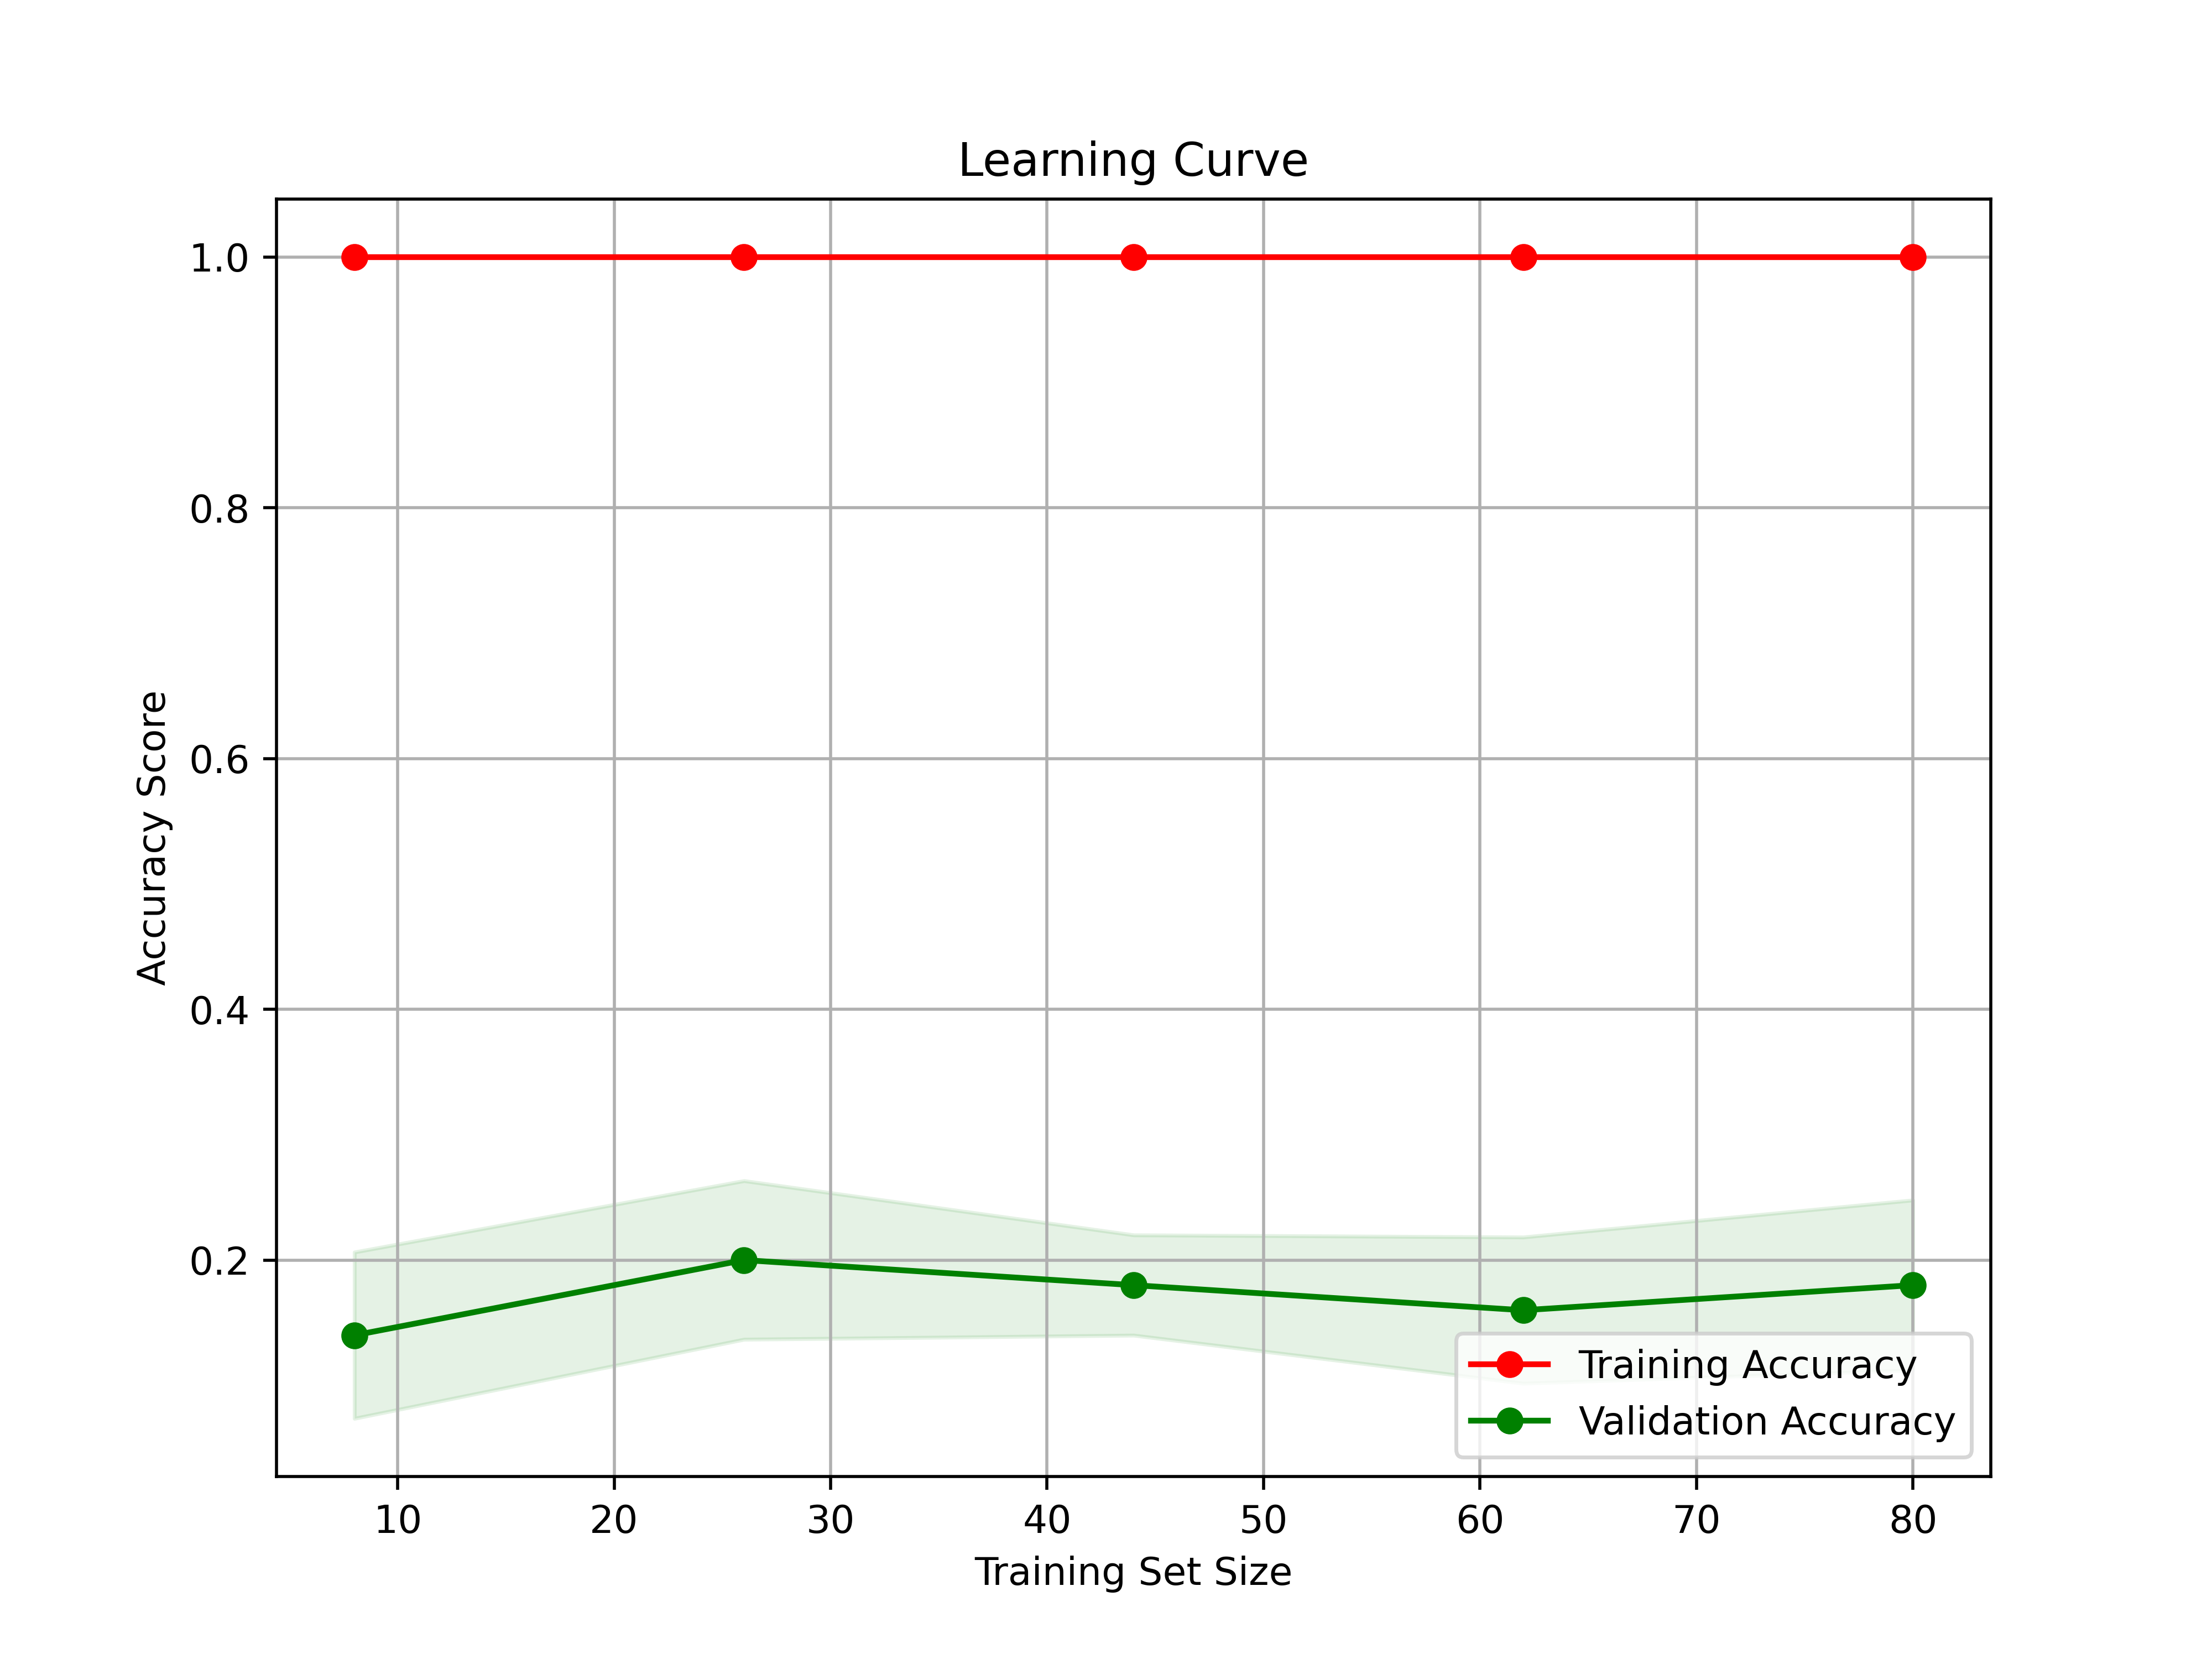 Learning Curve
1.0
0.8
0.6
0.4
0.2
Accuracy Score
Training Accuracy
Validation Accuracy
10 20 30 40 50 60 70 80
Training Set Size